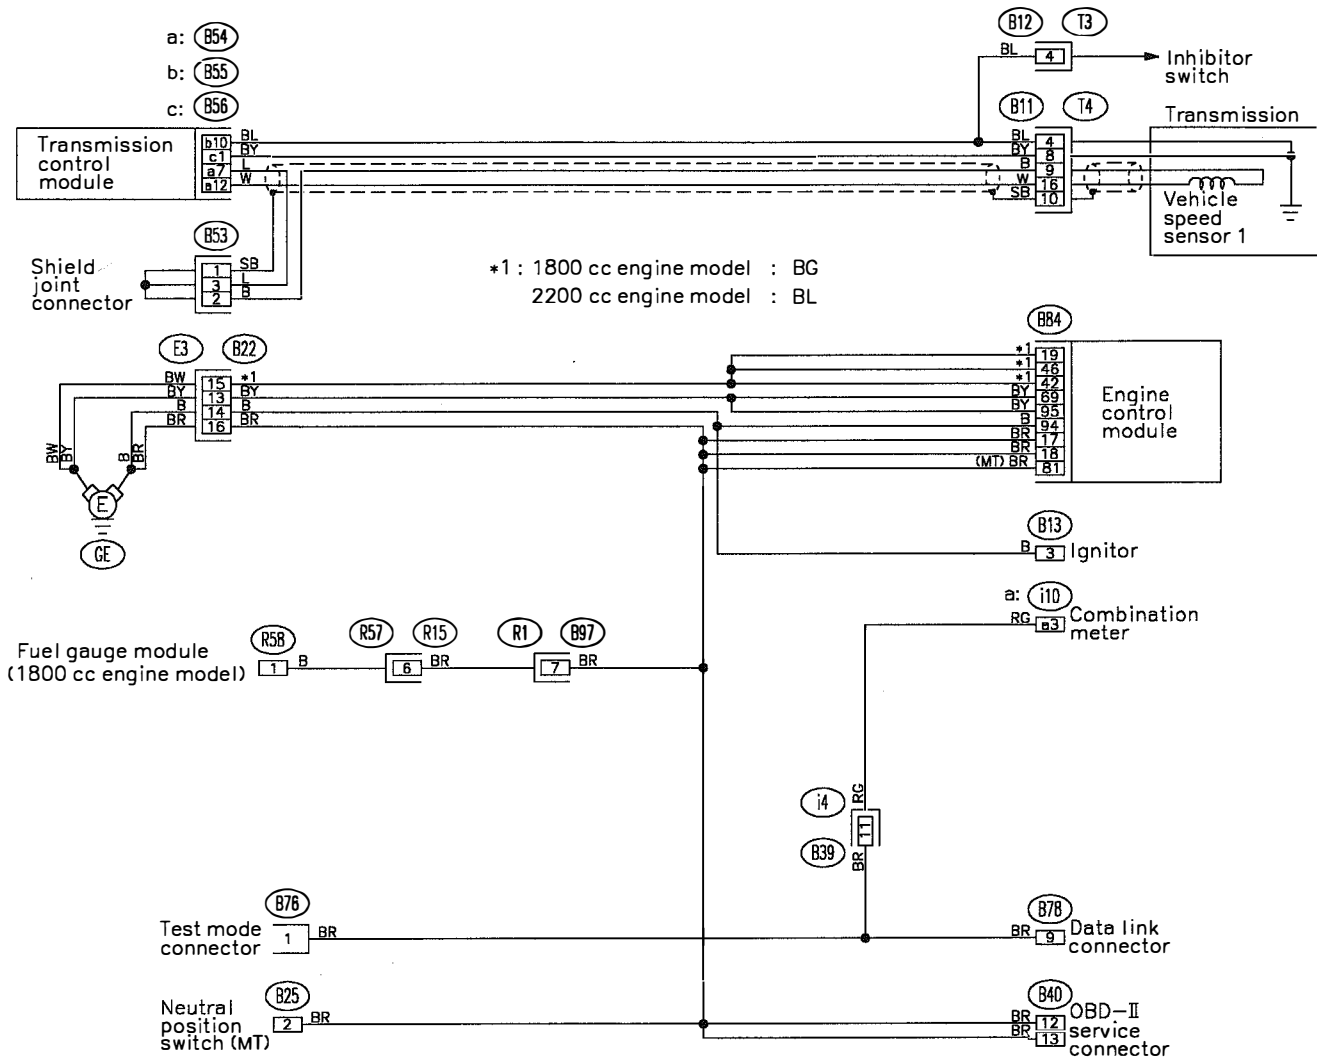 a: B54
b: B55
c: B56
B12 T3
BL 4
Inhibitor
switch
B11 T4
Transmission
Transmission
control
module
b10 BL
c1 BY
a7 L
a12 W
BL 4
BY 8
B 9
W 16
SB 10
Vehicle
speed
sensor 1
B53
Shield
joint
connector
1 SB
3 L
2 B
*1 : 1800 cc engine model : BG
2200 cc engine model : BL
E3 B22
BW 15 *1
BY 13 BY
B 14 B
BR 16 BR
BW BY B BR
E
GE
B84
*1 19
*1 46
*1 42
BY 69
BY 95
B 94
BR 17
BR 18
(MT) BR 81
Engine
control
module
B13
B 3 Ignitor
a: i10
RG a3 Combination
meter
Fuel gauge module
(1800 cc engine model)
R58
1 B
R57 R15
6 BR
R1 B97
7 BR
i4 RG
11
B39 BR
B76
Test mode
connector
1 BR
B78
BR 9 Data link
connector
B25
Neutral
position
switch (MT)
2 BR
B40
BR 12
BR 13
OBD-II
service
connector